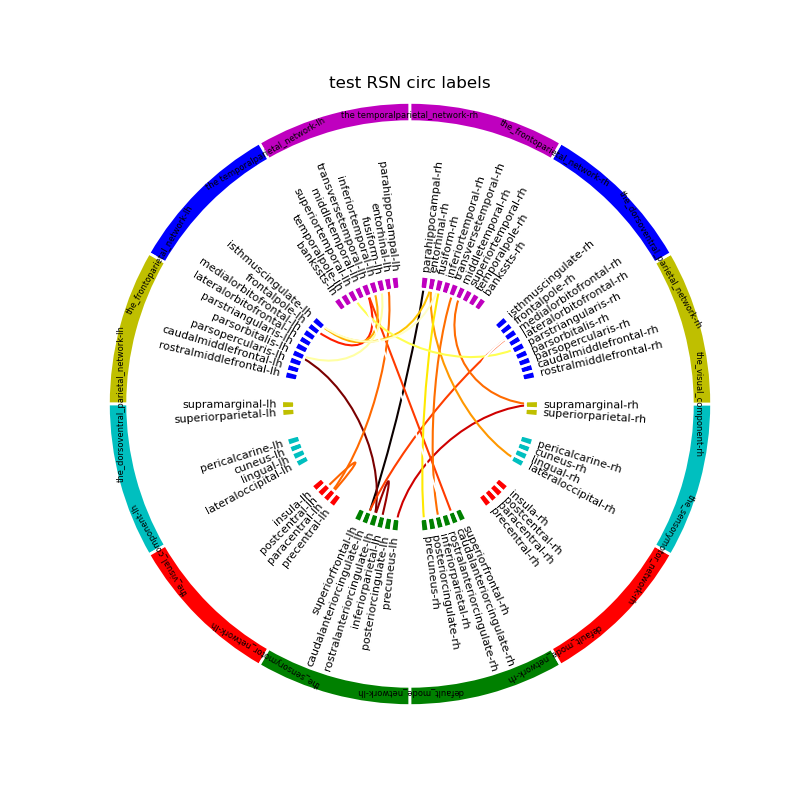 test RSN circ labels
the_temporalparietal_network-lh
the temporalparietal_network-rh
the_frontoparietal_network-rh
the_dorsoventral_parietal_network-rh
the_visual_component-rh
the_sensorymotor_network-rh
default_mode_network-rh
default_mode_network-lh
the_sensorymotor_network-lh
the_visual_component-lh
the_dorsoventral_parietal_network-lh
the_frontoparietal_network-lh
parahippocampal-lh
entorhinal-lh
fusiform-lh
inferiortemporal-lh
transversetemporal-lh
middletemporal-lh
superiortemporal-lh
temporalpole-lh
bankssts-lh
isthmuscingulate-lh
frontalpole-lh
medialorbitofrontal-lh
lateralorbitofrontal-lh
parstriangularis-lh
parsorbitalis-lh
parsopercularis-lh
caudalmiddlefrontal-lh
rostralmiddlefrontal-lh
supramarginal-lh
superiorparietal-lh
pericalcarine-lh
cuneus-lh
lingual-lh
lateraloccipital-lh
insula-lh
postcentral-lh
paracentral-lh
precentral-lh
superiorfrontal-lh
caudalanteriorcingulate-lh
rostralanteriorcingulate-lh
inferiorparietal-lh
posteriorcingulate-lh
precuneus-lh
parahippocampal-rh
entorhinal-rh
fusiform-rh
inferiortemporal-rh
transversetemporal-rh
middletemporal-rh
superiortemporal-rh
temporalpole-rh
bankssts-rh
isthmuscingulate-rh
frontalpole-rh
medialorbitofrontal-rh
lateralorbitofrontal-rh
parstriangularis-rh
parsorbitalis-rh
parsopercularis-rh
caudalmiddlefrontal-rh
rostralmiddlefrontal-rh
supramarginal-rh
superiorparietal-rh
pericalcarine-rh
cuneus-rh
lingual-rh
lateraloccipital-rh
insula-rh
postcentral-rh
paracentral-rh
precentral-rh
superiorfrontal-rh
caudalanteriorcingulate-rh
rostralanteriorcingulate-rh
inferiorparietal-rh
posteriorcingulate-rh
precuneus-rh